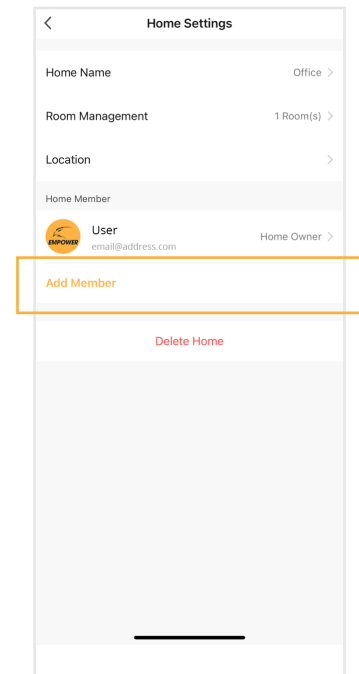 Home Settings
Home Name Office
Room Management 1 Room(s)
Location
Home Member
EMPOWER
User Home Owner
email@address.com
Add Member
Delete Home